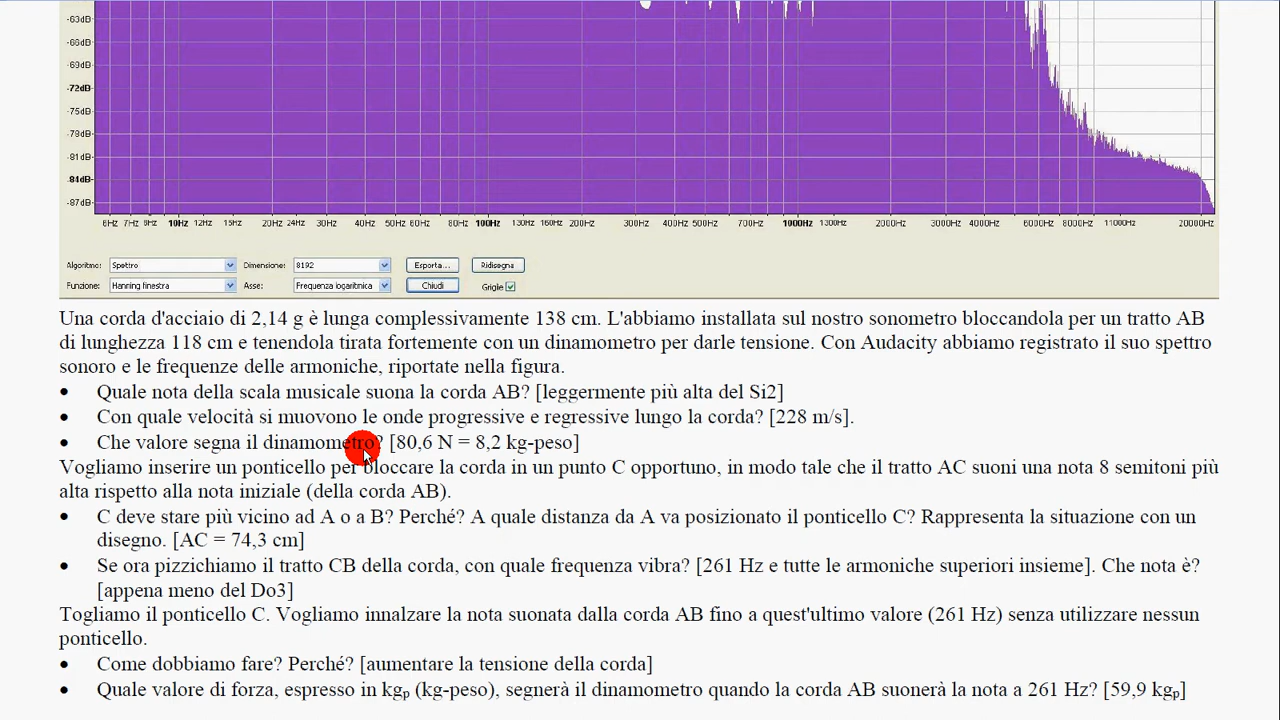 -63dB
-66dB
-69dB
-72dB
-75dB
-78dB
-81dB
-84dB
-87dB
6Hz 7Hz 9Hz 10Hz 12Hz 15Hz 20Hz 24Hz 30Hz 40Hz 50Hz 60Hz 80Hz 100Hz 130Hz 160Hz 200Hz 300Hz 400Hz 500Hz 700Hz 1000Hz 1300Hz 2000Hz 3000Hz 4000Hz 6000Hz 8000Hz 11000Hz 20000Hz
Algoritmo: Spettro Dimensione: 8192 Esporta... Ridisegna
Funzione: Hanning finestra Asse: Frequenza logaritmica Chiudi Griglie
Una corda d'acciaio di 2,14 g è lunga complessivamente 138 cm. L'abbiamo installata sul nostro sonometro bloccandola per un tratto AB
di lunghezza 118 cm e tenendola tirata fortemente con un dinamometro per darle tensione. Con Audacity abbiamo registrato il suo spettro
sonoro e le frequenze delle armoniche, riportate nella figura.
• Quale nota della scala musicale suona la corda AB? [leggermente più alta del Si2]
• Con quale velocità si muovono le onde progressive e regressive lungo la corda? [228 m/s].
• Che valore segna il dinamometro? [80,6 N = 8,2 kg-peso]
Vogliamo inserire un ponticello per bloccare la corda in un punto C opportuno, in modo tale che il tratto AC suoni una nota 8 semitoni più
alta rispetto alla nota iniziale (della corda AB).
• C deve stare più vicino ad A o a B? Perché? A quale distanza da A va posizionato il ponticello C? Rappresenta la situazione con un
disegno. [AC = 74,3 cm]
• Se ora pizzichiamo il tratto CB della corda, con quale frequenza vibra? [261 Hz e tutte le armoniche superiori insieme]. Che nota è?
[appena meno del Do3]
Togliamo il ponticello C. Vogliamo innalzare la nota suonata dalla corda AB fino a quest'ultimo valore (261 Hz) senza utilizzare nessun
ponticello.
• Come dobbiamo fare? Perché? [aumentare la tensione della corda]
• Quale valore di forza, espresso in kgₚ (kg-peso), segnerà il dinamometro quando la corda AB suonerà la nota a 261 Hz? [59,9 kgₚ]